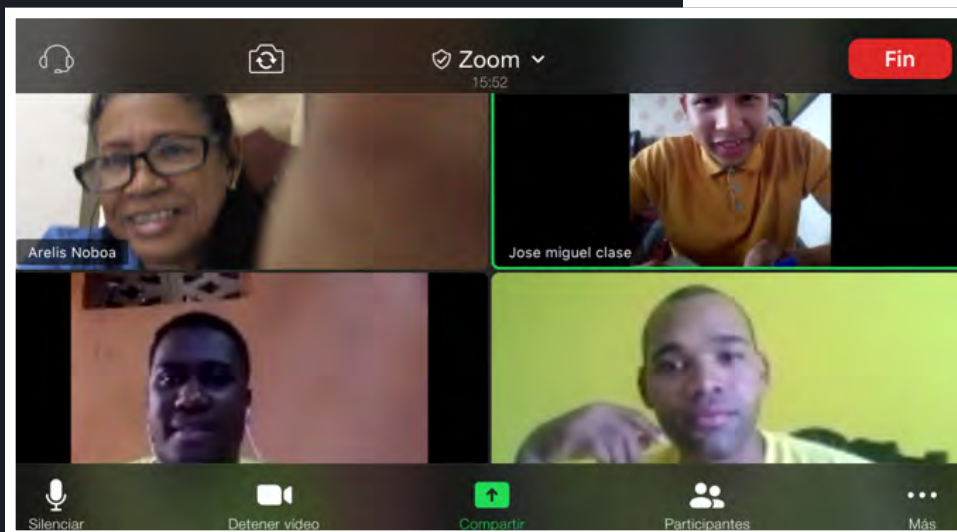 Zoom
15:52
Fin
Arelis Noboa
Jose miguel clase
Silenciar
Detener video
Compartir
Participantes
Más